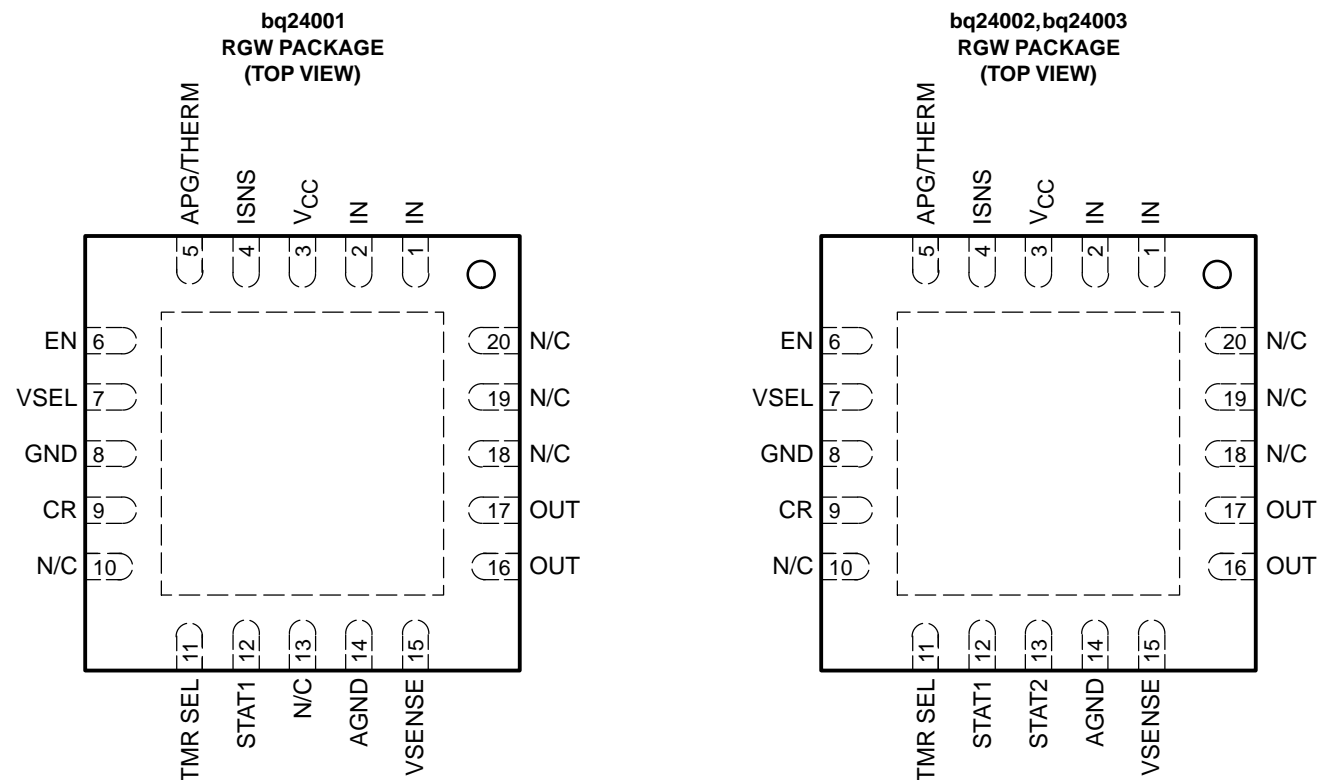 bq24001
RGW PACKAGE
(TOP VIEW)
APG/THERM
ISNS
VCC
IN
IN
5
4
3
2
1
EN 6
VSEL 7
GND 8
CR 9
N/C 10
20 N/C
19 N/C
18 N/C
17 OUT
16 OUT
11
12
13
14
15
TMR SEL
STAT1
N/C
AGND
VSENSE
bq24002,bq24003
RGW PACKAGE
(TOP VIEW)
APG/THERM
ISNS
VCC
IN
IN
5
4
3
2
1
EN 6
VSEL 7
GND 8
CR 9
N/C 10
20 N/C
19 N/C
18 N/C
17 OUT
16 OUT
11
12
13
14
15
TMR SEL
STAT1
STAT2
AGND
VSENSE